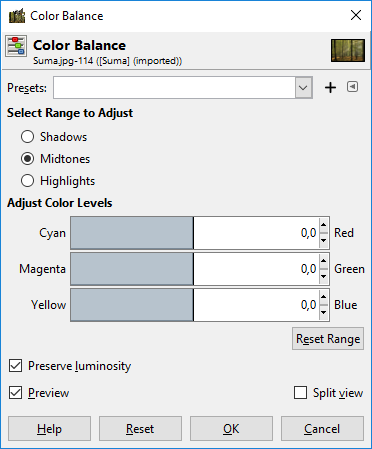 Color Balance
Color Balance
Suma.jpg-114 ([Suma] (imported))
Presets:
Select Range to Adjust
Shadows
Midtones
Highlights
Adjust Color Levels
Cyan 0,0 Red
Magenta 0,0 Green
Yellow 0,0 Blue
Reset Range
Preserve luminosity
Preview Split view
Help Reset OK Cancel